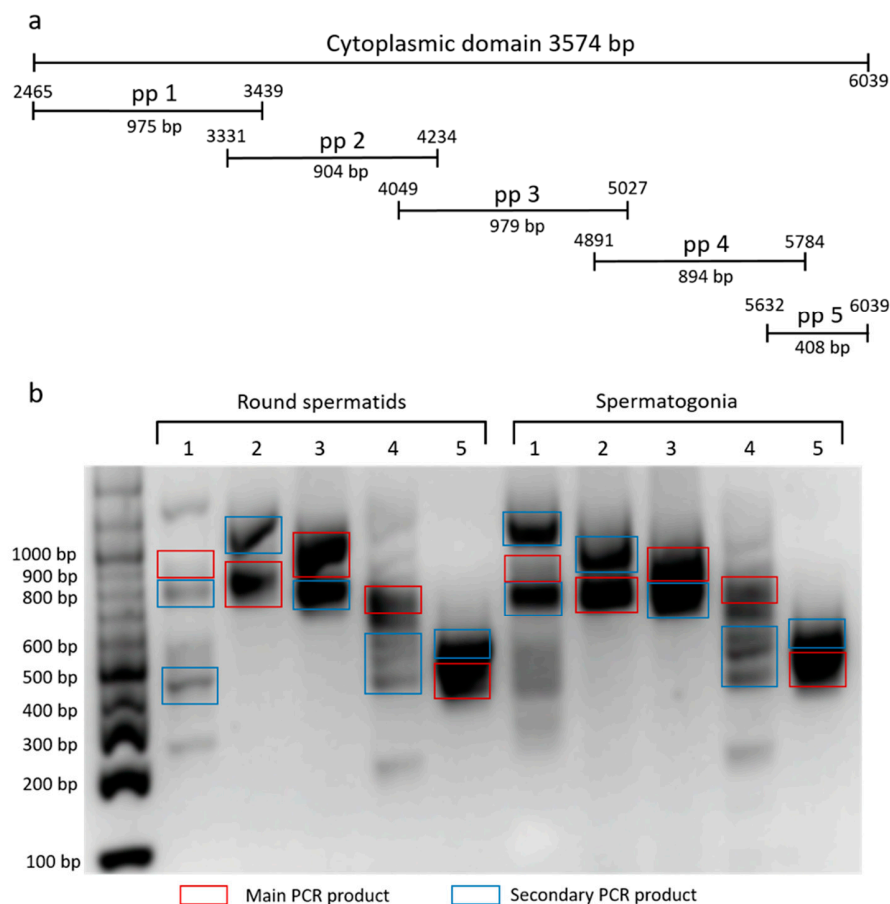 a
Cytoplasmic domain 3574 bp
2465 6039
pp 1
3439
975 bp
3331 pp 2 4234
904 bp
4049 pp 3 5027
979 bp
4891 pp 4 5784
894 bp
5632 pp 5 6039
408 bp
b
Round spermatids Spermatogonia
1 2 3 4 5 1 2 3 4 5
1000 bp
900 bp
800 bp
600 bp
500 bp
400 bp
300 bp
200 bp
100 bp
Main PCR product Secondary PCR product